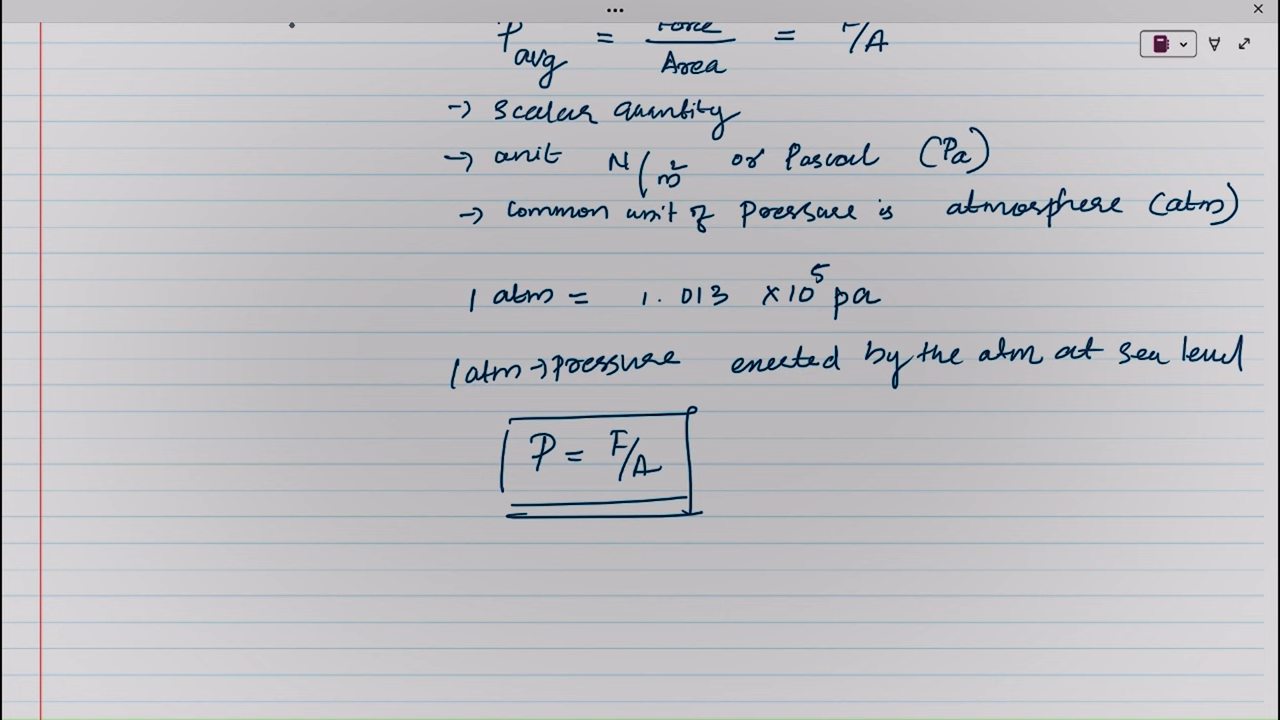 P avg = Force / Area = F/A
→ Scalar quantity
→ unit N/m² or Pascal (Pa)
→ Common unit of Pressure is atmosphere (atm)
1 atm = 1.013 ×10⁵ pa
1 atm → Pressure exerted by the atm at sea level
P = F/A